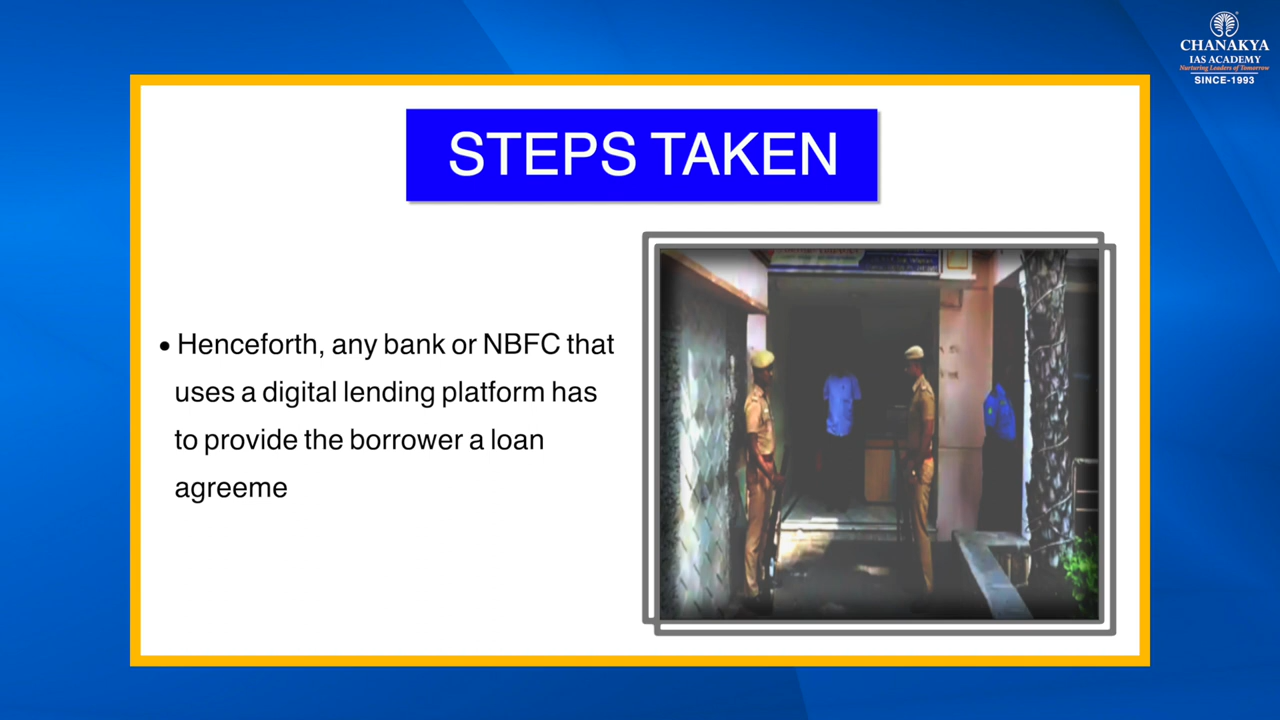 CHANAKYA
IAS ACADEMY
Nurturing Leaders of Tomorrow
SINCE-1993
STEPS TAKEN
• Henceforth, any bank or NBFC that
uses a digital lending platform has
to provide the borrower a loan
agreeme